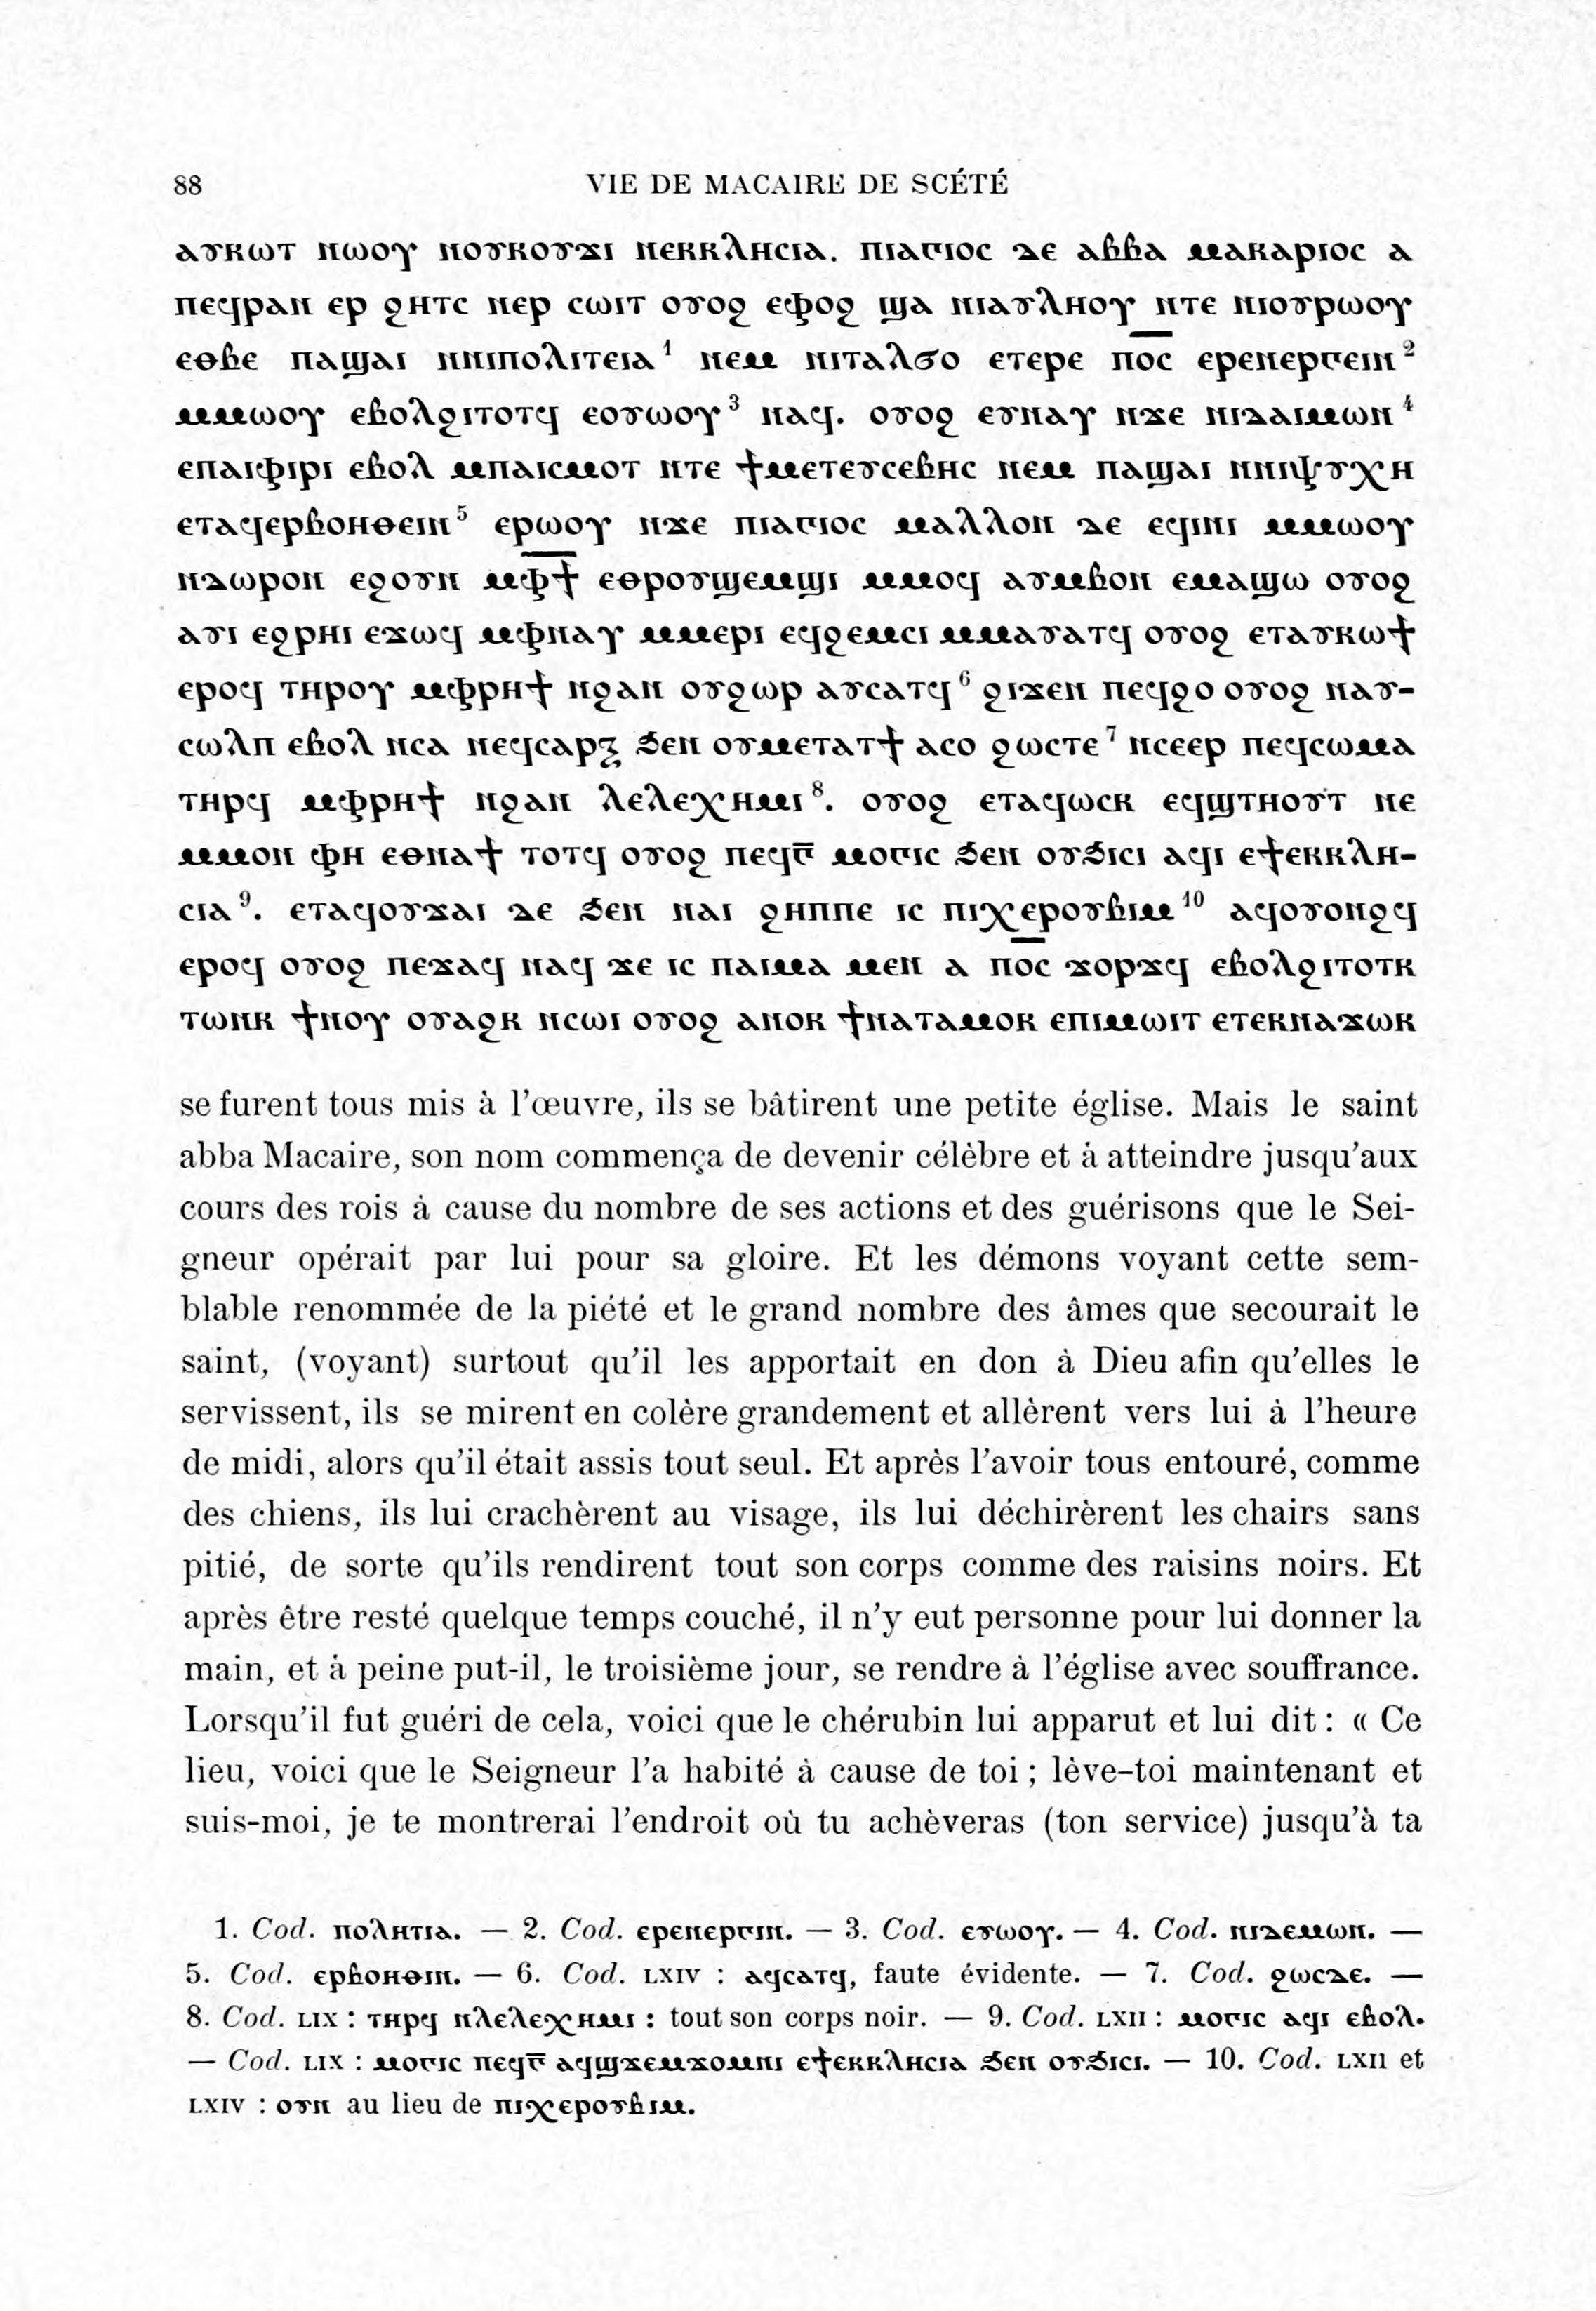 88 VIE DE MACAIRE DE SCÉTÉ
ⲁⲩⲕⲱⲧ ⲛⲱⲟⲩ ⲛⲟⲩⲕⲟⲩϫⲓ ⲛⲉⲕⲕⲗⲏⲥⲓⲁ. ⲡⲓⲁⲅⲓⲟⲥ ⲇⲉ ⲁⲃⲃⲁ ⲙⲁⲕⲁⲣⲓⲟⲥ ⲁ
ⲡⲉϥⲣⲁⲛ ⲉⲣ ϩⲏⲧⲥ ⲛⲉⲣ ⲥⲱⲓⲧ ⲟⲩⲟϩ ⲉⲫⲟϩ ϣⲁ ⲛⲓⲁⲩⲗⲏⲟⲩ ⲛⲧⲉ ⲛⲓⲟⲩⲣⲱⲟⲩ
ⲉⲑⲃⲉ ⲡⲁϣⲁⲓ ⲛⲛⲓⲡⲟⲗⲓⲧⲉⲓⲁ ¹ ⲛⲉⲙ ⲛⲓⲧⲁⲗϭⲟ ⲉⲧⲉⲣⲉ ⲡⲟ̅ⲥ̅ ⲉⲣⲉⲛⲉⲣⲅⲉⲓⲛ ²
ⲙⲙⲱⲟⲩ ⲉⲃⲟⲗϩⲓⲧⲟⲧϥ ⲉⲟⲩⲱⲟⲩ ³ ⲛⲁϥ. ⲟⲩⲟϩ ⲉⲩⲛⲁⲩ ⲛϫⲉ ⲛⲓⲇⲁⲓⲙⲱⲛ ⁴
ⲉⲡⲁⲓⲫⲓⲣⲓ ⲉⲃⲟⲗ ⲙⲡⲁⲓⲥⲙⲟⲧ ⲛⲧⲉ ϯⲙⲉⲧⲉⲩⲥⲉⲃⲏⲥ ⲛⲉⲙ ⲡⲁϣⲁⲓ ⲛⲛⲓⲯⲩⲭⲏ
ⲉⲧⲁϥⲉⲣⲃⲟⲏⲑⲉⲓⲛ ⁵ ⲉⲣⲱⲟⲩ ⲛϫⲉ ⲡⲓⲁⲅⲓⲟⲥ ⲙⲁⲗⲗⲟⲛ ⲇⲉ ⲉϥⲓⲛⲓ ⲙⲙⲱⲟⲩ
ⲛⲇⲱⲣⲟⲛ ⲉϧⲟⲩⲛ ⲙⲫ̅ϯ̅ ⲉⲑⲣⲟⲩϣⲉⲙϣⲓ ⲙⲙⲟϥ ⲁⲩⲙⲃⲟⲛ ⲉⲙⲁϣⲱ ⲟⲩⲟϩ
ⲁⲩⲓ ⲉϩⲣⲏⲓ ⲉϫⲱϥ ⲙⲫⲛⲁⲩ ⲙⲙⲉⲣⲓ ⲉϥϩⲉⲙⲥⲓ ⲙⲙⲁⲩⲁⲧϥ ⲟⲩⲟϩ ⲉⲧⲁⲩⲕⲱϯ
ⲉⲣⲟϥ ⲧⲏⲣⲟⲩ ⲙⲫⲣⲏϯ ⲛϩⲁⲛ ⲟⲩϩⲱⲣ ⲁⲩⲥⲁⲧϥ ⁶ ϩⲓϫⲉⲛ ⲡⲉϥϩⲟ ⲟⲩⲟϩ ⲛⲁⲩ-
ⲥⲱⲗⲡ ⲉⲃⲟⲗ ⲛⲥⲁ ⲛⲉϥⲥⲁⲣⲝ ϧⲉⲛ ⲟⲩⲙⲉⲧⲁⲧϯ ⲁⲥⲟ ϩⲱⲥⲧⲉ ⁷ ⲛⲥⲉⲉⲣ ⲡⲉϥⲥⲱⲙⲁ
ⲧⲏⲣϥ ⲙⲫⲣⲏϯ ⲛϩⲁⲛ ⲗⲉⲗⲉⲭⲏⲙⲓ ⁸. ⲟⲩⲟϩ ⲉⲧⲁϥⲱⲥⲕ ⲉϥϣⲧⲏⲟⲩⲧ ⲛⲉ
ⲙⲙⲟⲛ ⲫⲏ ⲉⲑⲛⲁϯ ⲧⲟⲧϥ ⲟⲩⲟϩ ⲡⲉϥⲅ̅ ⲙⲟⲅⲓⲥ ϧⲉⲛ ⲟⲩϧⲓⲥⲓ ⲁϥⲓ ⲉϯⲉⲕⲕⲗⲏ-
ⲥⲓⲁ ⁹. ⲉⲧⲁϥⲟⲩϫⲁⲓ ⲇⲉ ϧⲉⲛ ⲛⲁⲓ ϩⲏⲡⲡⲉ ⲓⲥ ⲡⲓⲭⲉⲣⲟⲩⲃⲓⲙ ¹⁰ ⲁϥⲟⲩⲟⲛϩϥ
ⲉⲣⲟϥ ⲟⲩⲟϩ ⲡⲉϫⲁϥ ⲛⲁϥ ϫⲉ ⲓⲥ ⲡⲁⲓⲙⲁ ⲙⲉⲛ ⲁ ⲡⲟ̅ⲥ̅ ϫⲟⲣϫϥ ⲉⲃⲟⲗϩⲓⲧⲟⲧⲕ
ⲧⲱⲛⲕ ϯⲛⲟⲩ ⲟⲩⲁϩⲕ ⲛⲥⲱⲓ ⲟⲩⲟϩ ⲁⲛⲟⲕ ϯⲛⲁⲧⲁⲙⲟⲕ ⲉⲡⲓⲙⲱⲓⲧ ⲉⲧⲉⲕⲛⲁϫⲱⲕ
se furent tous mis à l’œuvre, ils se bâtirent une petite église. Mais le saint
abba Macaire, son nom commença de devenir célèbre et à atteindre jusqu’aux
cours des rois à cause du nombre de ses actions et des guérisons que le Sei-
gneur opérait par lui pour sa gloire. Et les démons voyant cette sem-
blable renommée de la piété et le grand nombre des âmes que secourait le
saint, (voyant) surtout qu’il les apportait en don à Dieu afin qu’elles le
servissent, ils se mirent en colère grandement et allèrent vers lui à l’heure
de midi, alors qu’il était assis tout seul. Et après l’avoir tous entouré, comme
des chiens, ils lui crachèrent au visage, ils lui déchirèrent les chairs sans
pitié, de sorte qu’ils rendirent tout son corps comme des raisins noirs. Et
après être resté quelque temps couché, il n’y eut personne pour lui donner la
main, et à peine put-il, le troisième jour, se rendre à l’église avec souffrance.
Lorsqu’il fut guéri de cela, voici que le chérubin lui apparut et lui dit : « Ce
lieu, voici que le Seigneur l’a habité à cause de toi ; lève-toi maintenant et
suis-moi, je te montrerai l’endroit où tu achèveras (ton service) jusqu’à ta
1. Cod. ⲡⲟⲗⲏⲧⲓⲁ. — 2. Cod. ⲉⲣⲉⲛⲉⲣⲅⲓⲛ. — 3. Cod. ⲉⲩⲱⲟⲩ. — 4. Cod. ⲛⲓⲇⲉⲙⲱⲛ. —
5. Cod. ⲉⲣⲃⲟⲏⲑⲓⲛ. — 6. Cod. LXIV : ⲁϥⲥⲁⲧϥ, faute évidente. — 7. Cod. ϩⲱⲥⲇⲉ. —
8. Cod. LIX : ⲧⲏⲣϥ ⲛⲗⲉⲗⲉⲭⲏⲙⲓ : tout son corps noir. — 9. Cod. LXII : ⲙⲟⲅⲓⲥ ⲁϥⲓ ⲉⲃⲟⲗ.
— Cod. LIX : ⲙⲟⲅⲓⲥ ⲡⲉϥⲅ̅ ⲁϥϣϫⲉⲙϫⲟⲙⲛⲓ ⲉϯⲉⲕⲕⲗⲏⲥⲓⲁ ϧⲉⲛ ⲟⲩϧⲓⲥⲓ. — 10. Cod. LXII et
LXIV : ⲟⲩⲛ au lieu de ⲡⲓⲭⲉⲣⲟⲩⲃⲓⲙ.